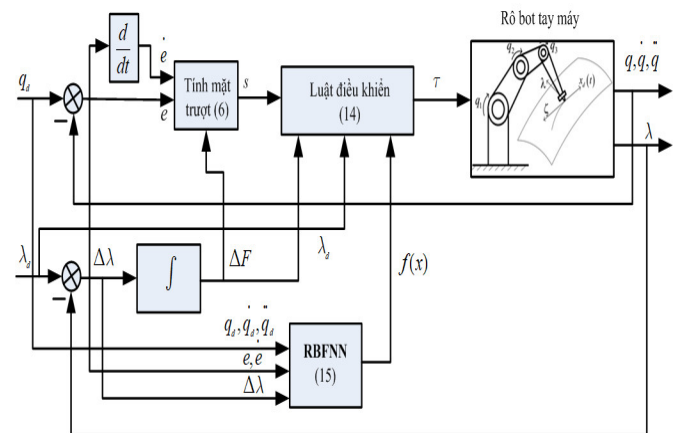 Rô bot tay máy
d
dt
ė
q_d
e
Tính mặt
trượt (6)
s
Luật điều khiển
(14)
τ
q₁
q₂
q₃
λ
x_d(t)
ξ
q, q̇, q̈
λ
λ_d
Δλ
∫
ΔF
λ_d
f(x)
q_d, q̇_d, q̈_d
e, ė
Δλ
RBFNN
(15)